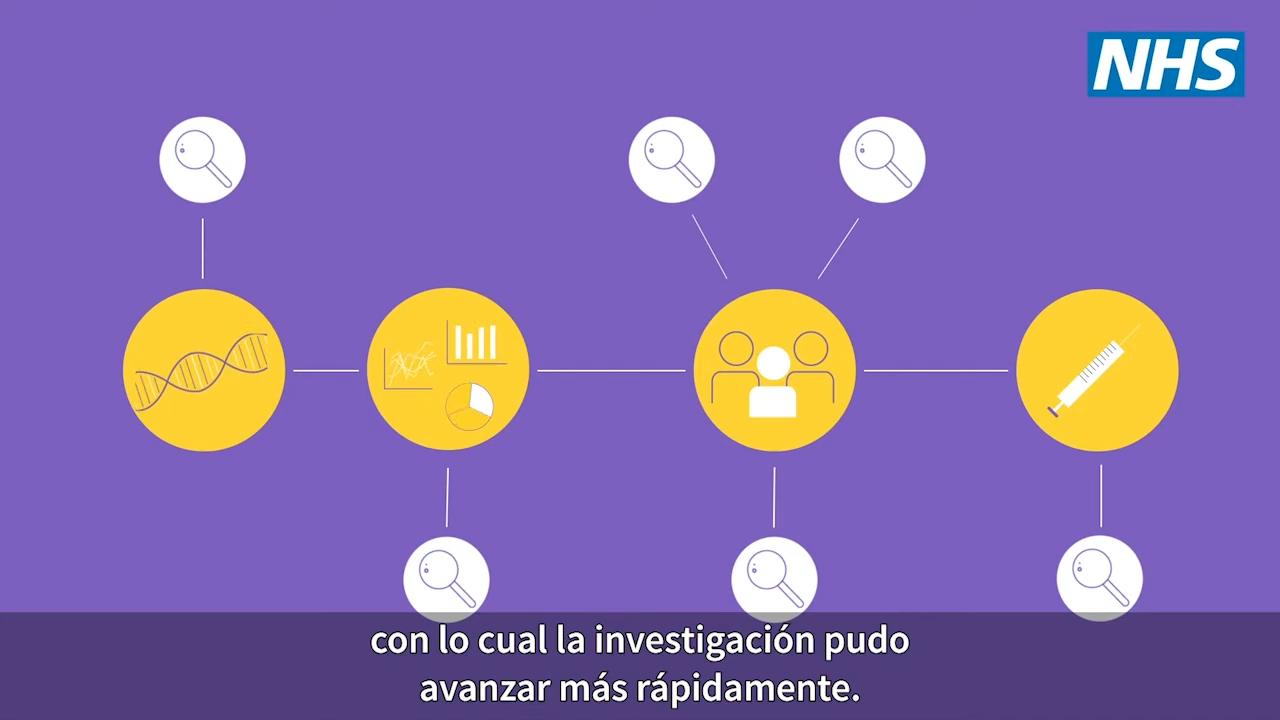 NHS
con lo cual la investigación pudo
avanzar más rápidamente.